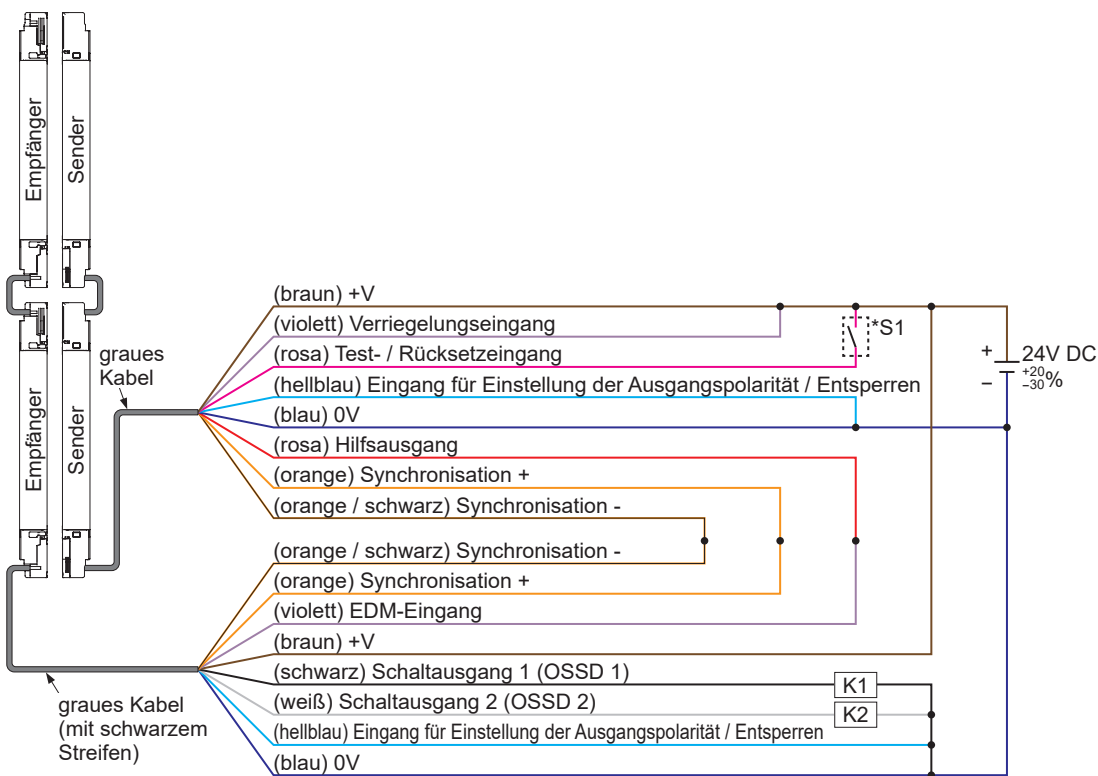 Empfänger
Sender
Empfänger
Sender
graues
Kabel
(braun) +V
(violett) Verriegelungseingang
(rosa) Test- / Rücksetzeingang
(hellblau) Eingang für Einstellung der Ausgangspolarität / Entsperren
(blau) 0V
(rosa) Hilfsausgang
(orange) Synchronisation +
(orange / schwarz) Synchronisation -
*S1
+
24V DC
+20
-30%
–
(orange / schwarz) Synchronisation -
(orange) Synchronisation +
(violett) EDM-Eingang
(braun) +V
(schwarz) Schaltausgang 1 (OSSD 1)
K1
(weiß) Schaltausgang 2 (OSSD 2)
K2
(hellblau) Eingang für Einstellung der Ausgangspolarität / Entsperren
(blau) 0V
graues Kabel
(mit schwarzem
Streifen)